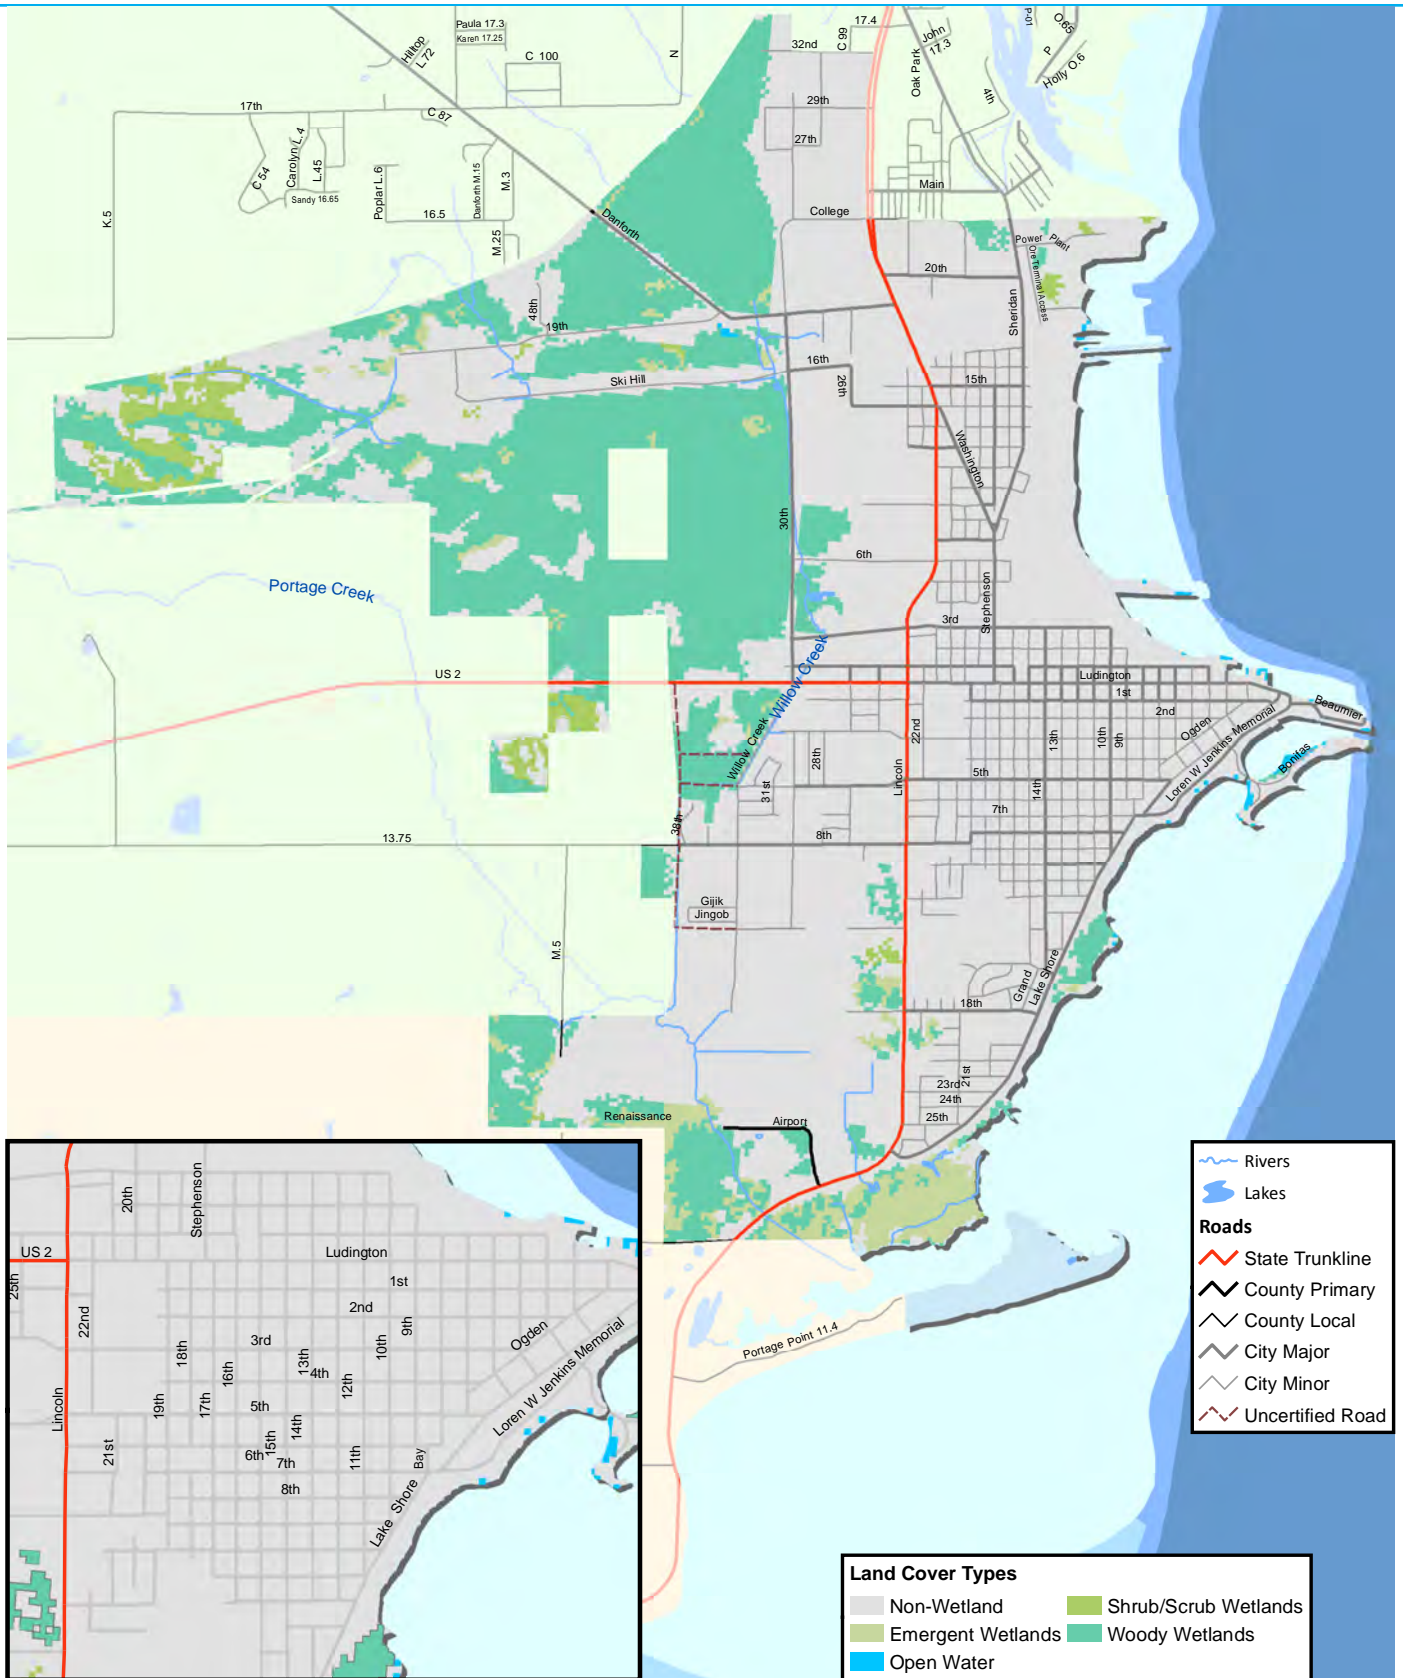 Paula 17.3
Karen 17.25
Hilltop
L.72
C 100
N
17th
C 87
C 54
Carolyn L.4
L.45
Sandy 16.65
Poplar L.6
16.5
Danforth M.15
M.3
M.25
K.5
Danforth
32nd
C 99
17.4
29th
27th
Oak Park
John
17.3
4th
P-01
O.65
P
Holly O.6
Main
College
Power Plant
Ore Terminal Access
20th
Sheridan
48th
19th
Ski Hill
16th
26th
15th
Washington
30th
6th
Stephenson
3rd
Portage Creek
US 2
Willow Creek
Willow Creek
Ludington
1st
2nd
Ogden
Loren W Jenkins Memorial
Beaumier
Bonifas
22nd
Lincoln
28th
31st
13th
10th
9th
14th
5th
7th
8th
38th
13.75
Gijik
Jingob
M.5
Grand
Lake Shore
18th
21st
23rd
24th
25th
Renaissance
Airport
Portage Point 11.4
20th
Stephenson
US 2
25th
22nd
Ludington
1st
2nd
9th
10th
3rd
13th
4th
12th
18th
16th
17th
19th
5th
15th
14th
6th
7th
8th
11th
21st
Lincoln
Bay
Ogden
Loren W Jenkins Memorial
Lake Shore
Rivers
Lakes
Roads
State Trunkline
County Primary
County Local
City Major
City Minor
Uncertified Road
Land Cover Types
Non-Wetland
Shrub/Scrub Wetlands
Emergent Wetlands
Woody Wetlands
Open Water